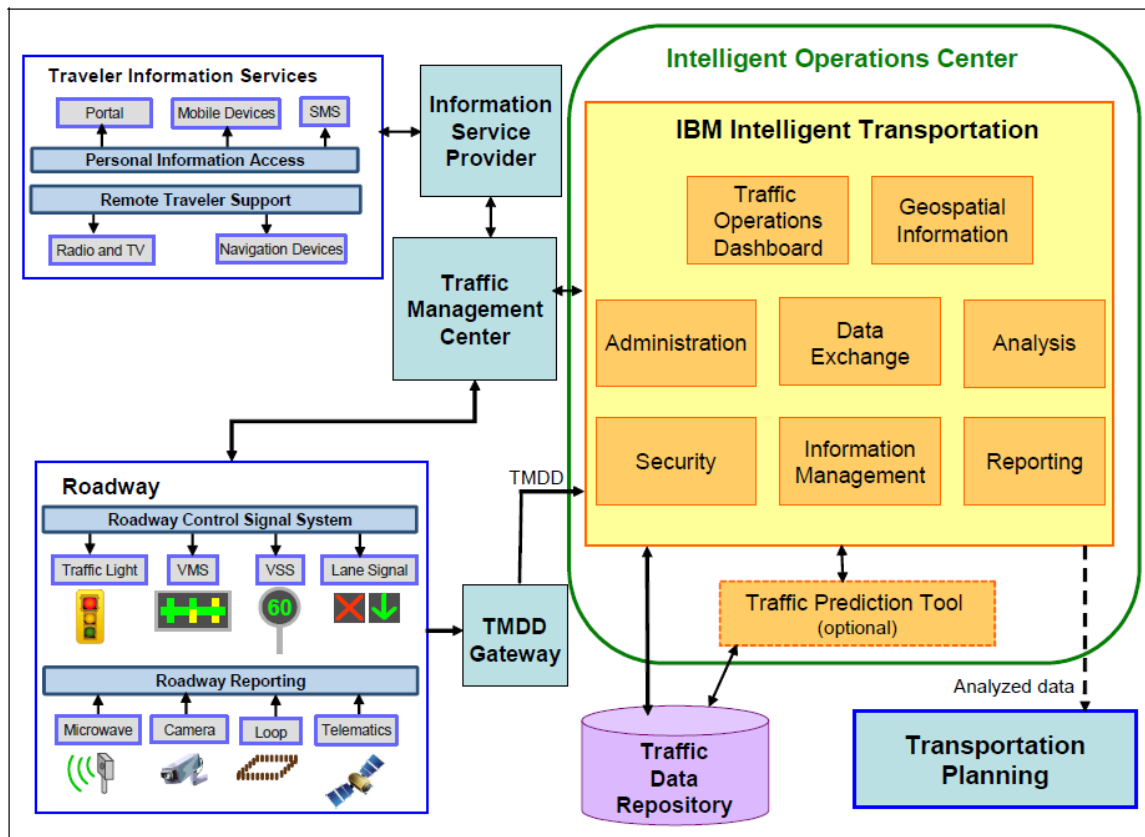 Traveler Information Services
Portal
Mobile Devices
SMS
Personal Information Access
Remote Traveler Support
Radio and TV
Navigation Devices
Information
Service
Provider
Traffic
Management
Center
Intelligent Operations Center
IBM Intelligent Transportation
Traffic
Operations
Dashboard
Geospatial
Information
Administration
Data
Exchange
Analysis
Security
Information
Management
Reporting
Roadway
Roadway Control Signal System
Traffic Light
VMS
VSS
Lane Signal
60
Roadway Reporting
Microwave
Camera
Loop
Telematics
TMDD
TMDD
Gateway
Traffic Prediction Tool
(optional)
Traffic
Data
Repository
Analyzed data
Transportation
Planning